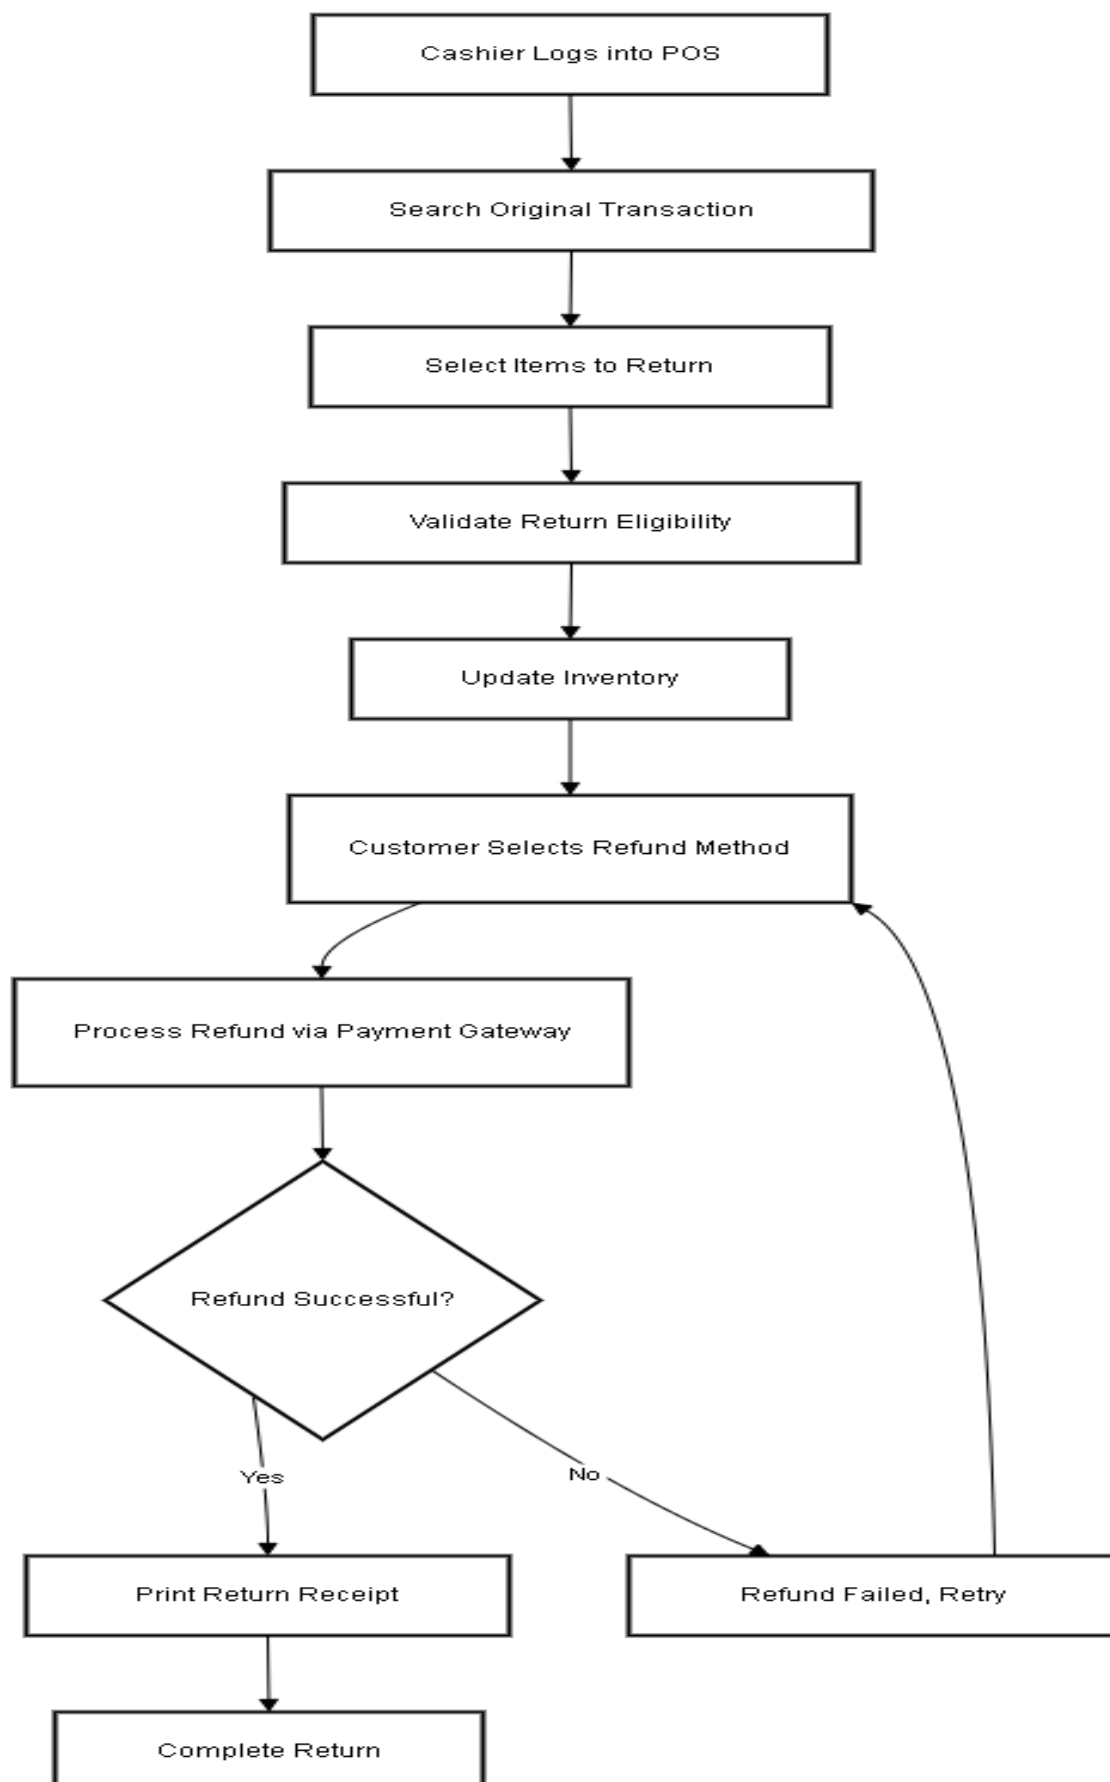 Cashier Logs into POS
Search Original Transaction
Select Items to Return
Validate Return Eligibility
Update Inventory
Customer Selects Refund Method
Process Refund via Payment Gateway
Refund Successful?
Yes
No
Print Return Receipt
Refund Failed, Retry
Complete Return